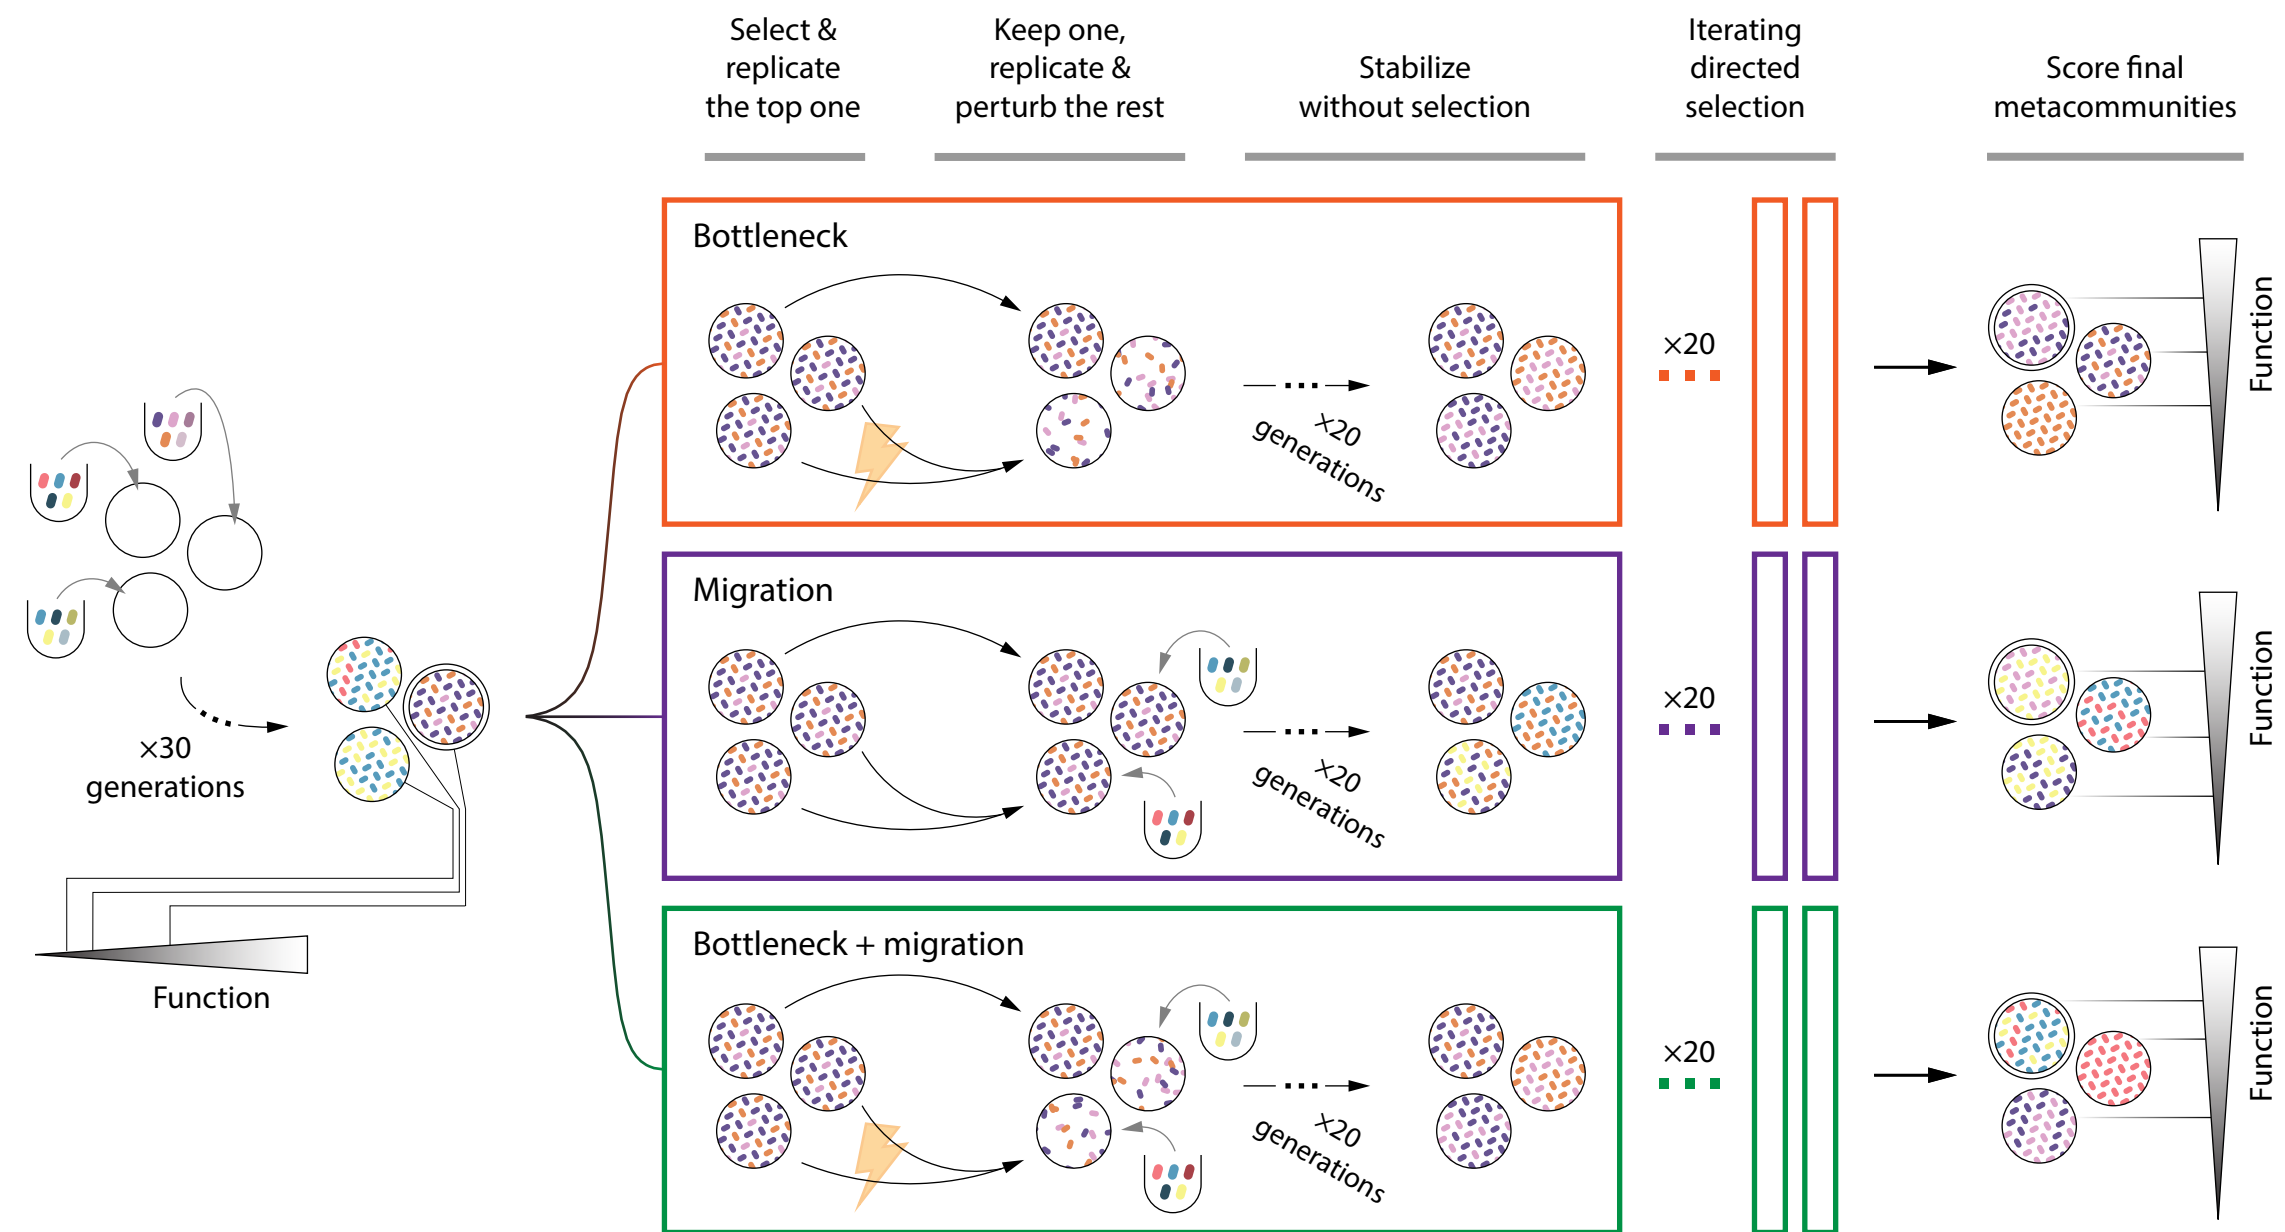 Select &
replicate
the top one
Keep one,
replicate &
perturb the rest
Stabilize
without selection
Iterating
directed
selection
Score final
metacommunities
×30
generations
Function
Bottleneck
×20
generations
×20
Function
Migration
×20
generations
×20
Function
Bottleneck + migration
×20
generations
×20
Function